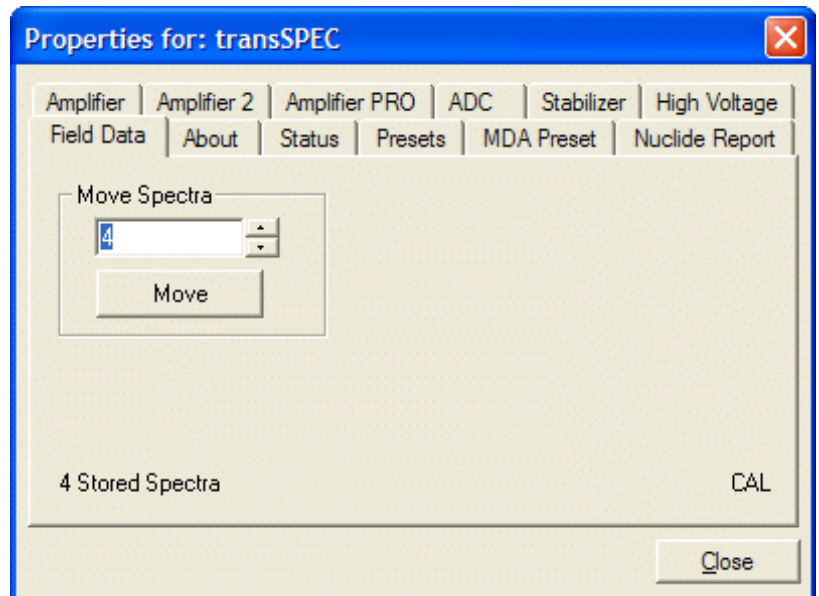 Properties for: transSPEC
Amplifier Amplifier 2 Amplifier PRO ADC Stabilizer High Voltage
Field Data About Status Presets MDA Preset Nuclide Report
Move Spectra
4
Move
4 Stored Spectra CAL
Close